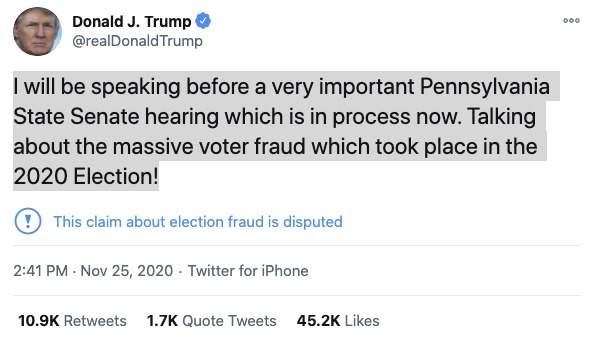 Donald J. Trump
@realDonaldTrump
I will be speaking before a very important Pennsylvania
State Senate hearing which is in process now. Talking
about the massive voter fraud which took place in the
2020 Election!
This claim about election fraud is disputed
2:41 PM · Nov 25, 2020 · Twitter for iPhone
10.9K Retweets 1.7K Quote Tweets 45.2K Likes